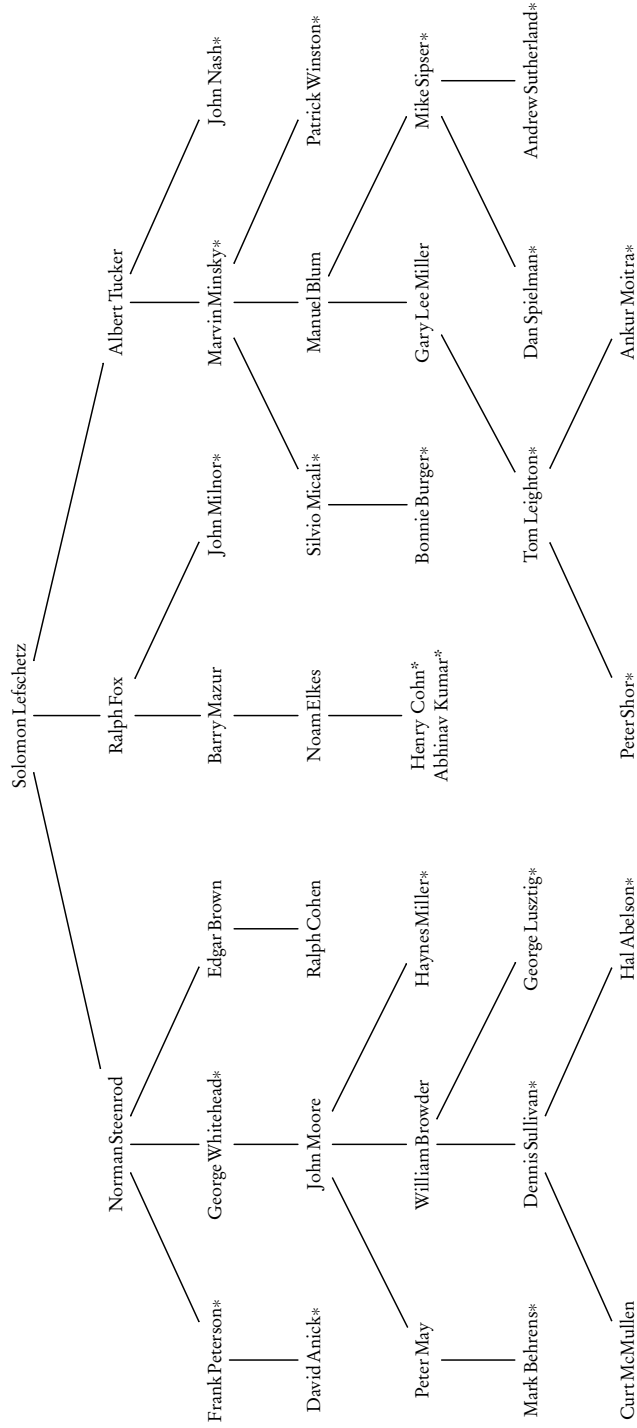 Solomon Lefschetz
Norman Steenrod
Ralph Fox
Albert Tucker
Frank Peterson*
George Whitehead*
Edgar Brown
Barry Mazur
John Milnor*
Marvin Minsky*
John Nash*
David Anick*
John Moore
Ralph Cohen
Noam Elkes
Silvio Micali*
Manuel Blum
Patrick Winston*
Peter May
William Browder
Haynes Miller*
Henry Cohn*
Abhinav Kumar*
Bonnie Burger*
Gary Lee Miller
Mike Sipser*
Mark Behrens*
Dennis Sullivan*
George Lusztig*
Tom Leighton*
Dan Spielman*
Andrew Sutherland*
Curt McMullen
Hal Abelson*
Peter Shor*
Ankur Moitra*